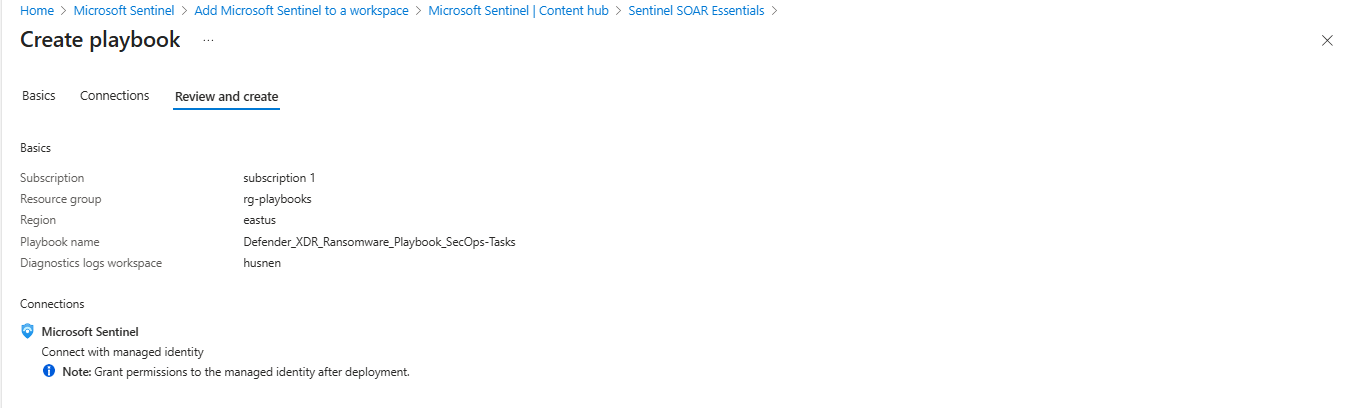 Home > Microsoft Sentinel > Add Microsoft Sentinel to a workspace > Microsoft Sentinel | Content hub > Sentinel SOAR Essentials >
Create playbook ...
Basics Connections Review and create
Basics
Subscription subscription 1
Resource group rg-playbooks
Region eastus
Playbook name Defender_XDR_Ransomware_Playbook_SecOps-Tasks
Diagnostics logs workspace husnen
Connections
Microsoft Sentinel
Connect with managed identity
Note: Grant permissions to the managed identity after deployment.